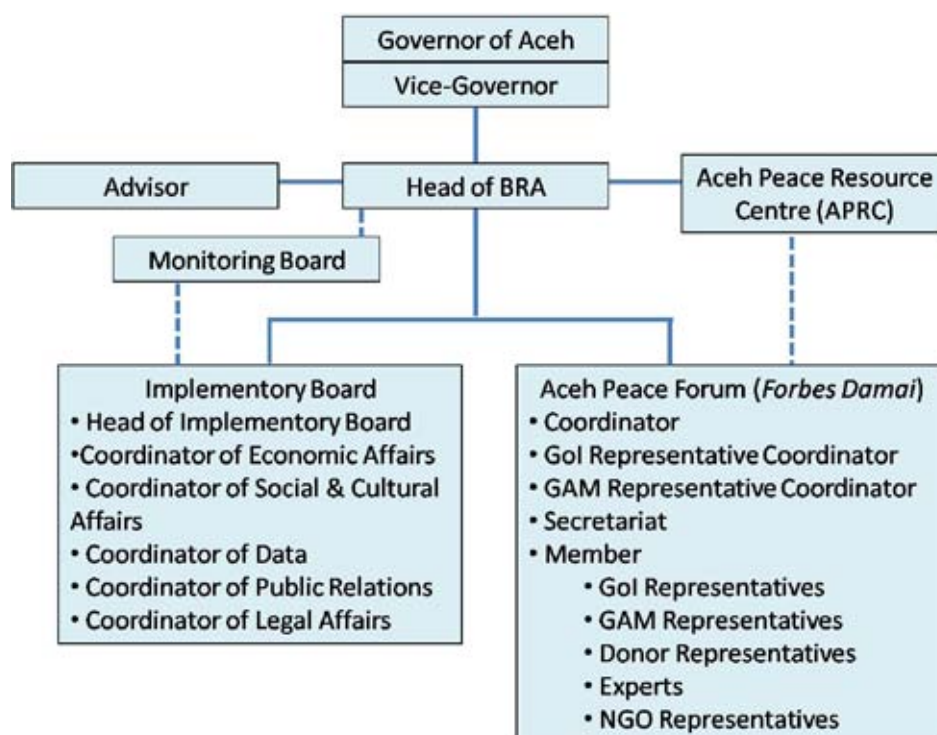 Governor of Aceh
Vice-Governor
Advisor
Head of BRA
Aceh Peace Resource
Centre (APRC)
Monitoring Board
Implementory Board
• Head of Implementory Board
•Coordinator of Economic Affairs
• Coordinator of Social & Cultural
Affairs
• Coordinator of Data
• Coordinator of Public Relations
• Coordinator of Legal Affairs
Aceh Peace Forum (Forbes Damai)
• Coordinator
• GoI Representative Coordinator
• GAM Representative Coordinator
• Secretariat
• Member
• GoI Representatives
• GAM Representatives
• Donor Representatives
• Experts
• NGO Representatives